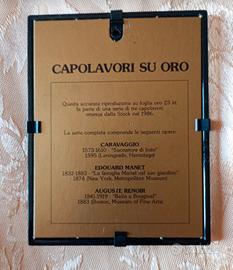 CAPOLAVORI SU ORO
Questa accurata riproduzione su foglia oro 23 kt
fa parte di una serie di tre capolavori
emessa dalla Stock nel 1986.
La serie completa comprende le seguenti opere:
CARAVAGGIO
1573-1610 - "Suonatore di liuto"
1595 (Leningrado, Hermitage)
EDOUARD MANET
1832-1883 - "La famiglia Manet nel suo giardino"
1874 (New York, Metropolitan Museum)
AUGUSTE RENOIR
1841-1919 - "Ballo a Bougival"
1883 (Boston, Museum of Fine Arts)